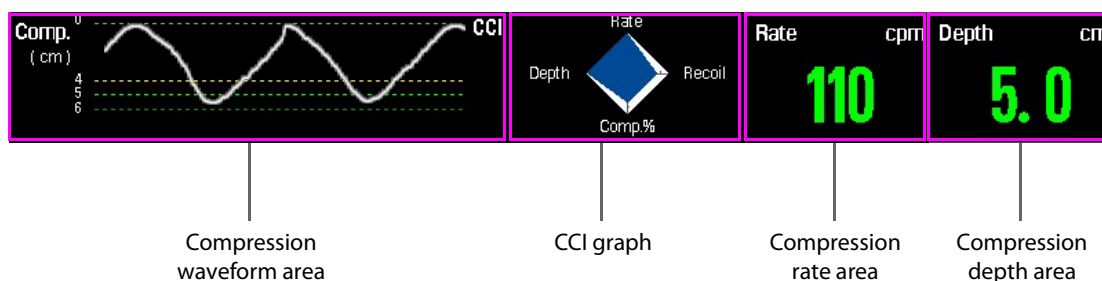 Comp.
(cm)
0
4
5
6
CCI
Rate
Depth
Recoil
Comp.%
Rate cpm
110
Depth cm
5.0
Compression
waveform area
CCI graph
Compression
rate area
Compression
depth area